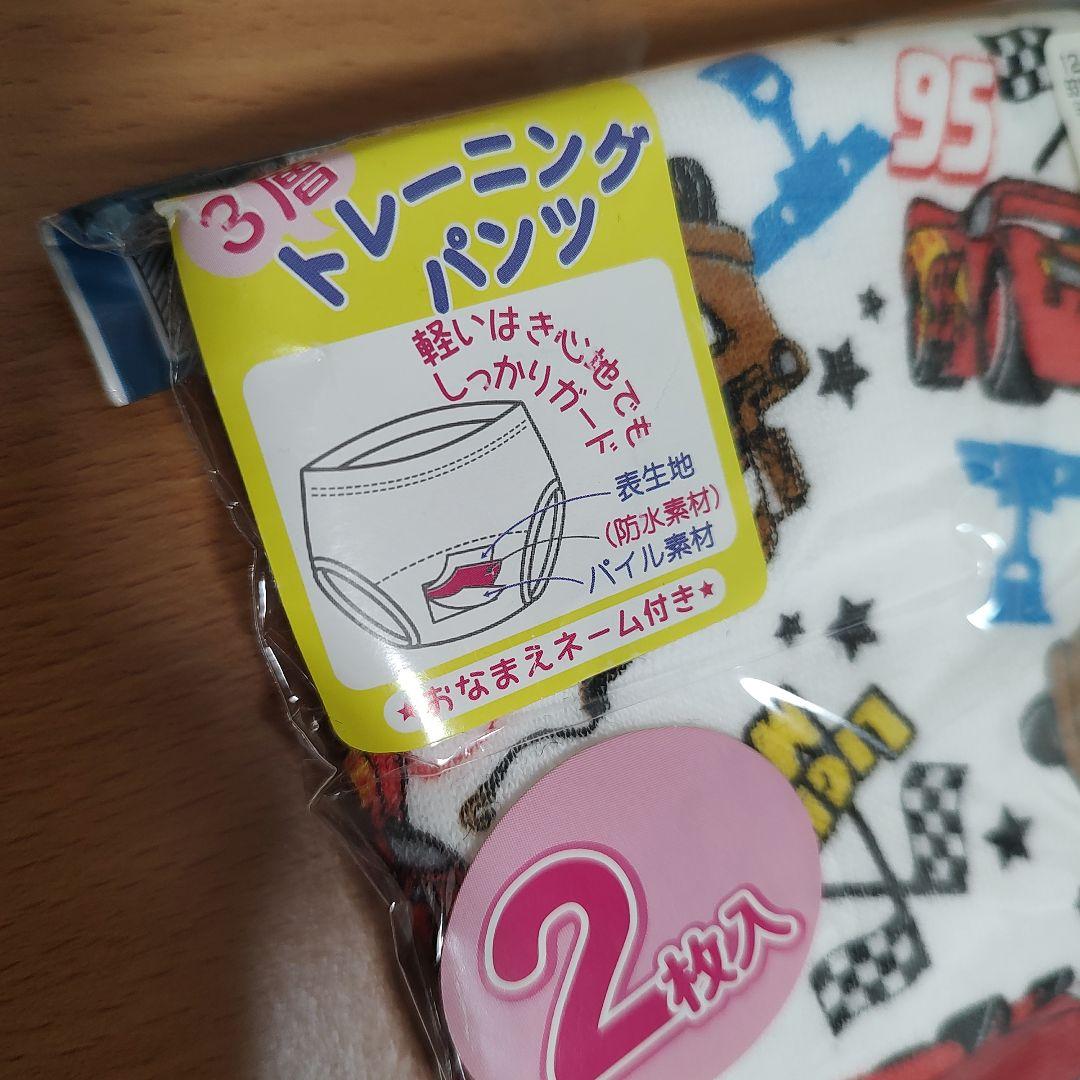 3層
トレーニング
パンツ
軽いはき心地で
しっかりガード
表生地
(防水素材)
パイル素材
★おなまえネーム付き★
2枚入
95